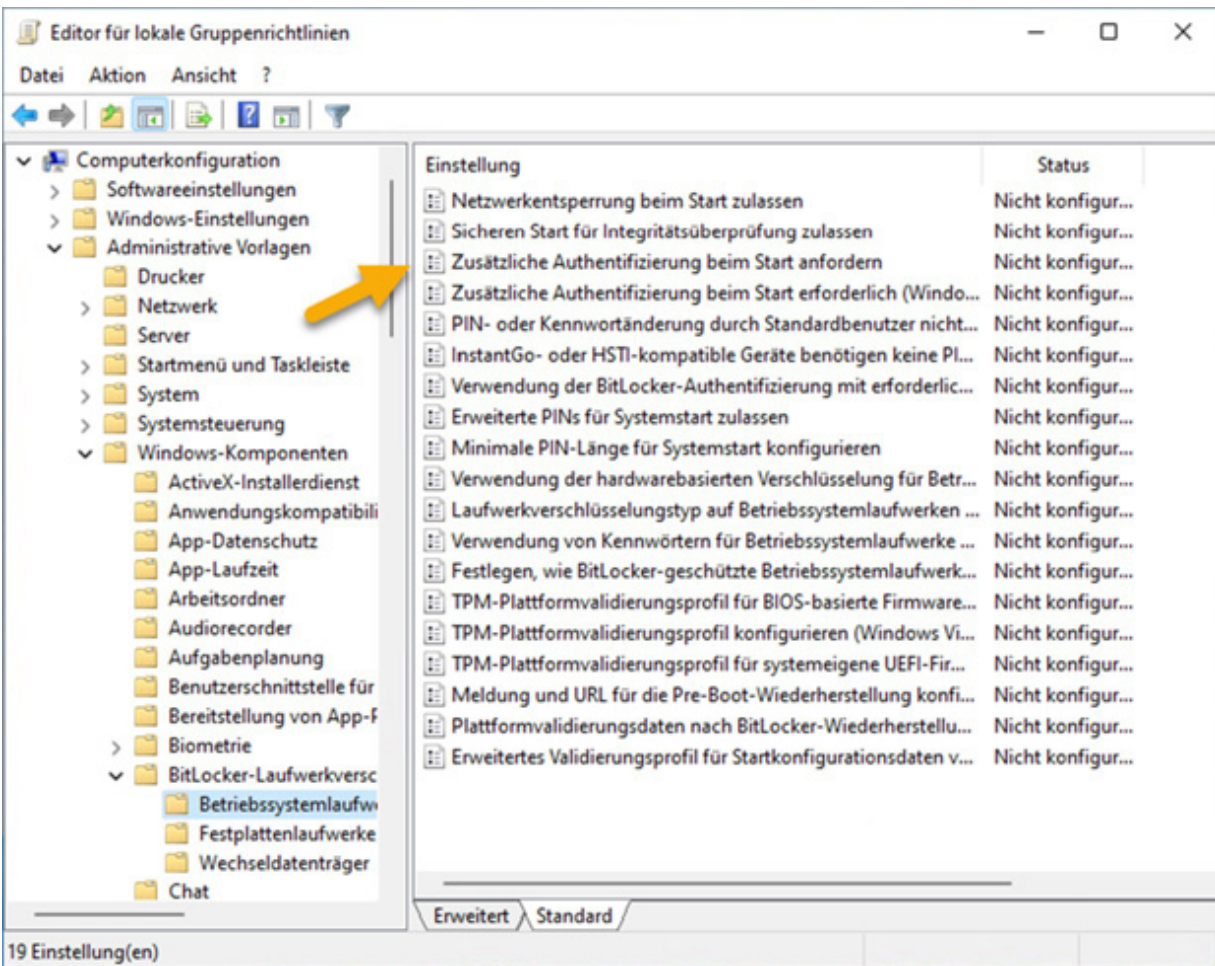 Editor für lokale Gruppenrichtlinien
Datei Aktion Ansicht ?
Computerkonfiguration
Softwareeinstellungen
Windows-Einstellungen
Administrative Vorlagen
Drucker
Netzwerk
Server
Startmenü und Taskleiste
System
Systemsteuerung
Windows-Komponenten
ActiveX-Installerdienst
Anwendungskompatibili
App-Datenschutz
App-Laufzeit
Arbeitsordner
Audiorecorder
Aufgabenplanung
Benutzerschnittstelle für
Bereitstellung von App-P
Biometrie
BitLocker-Laufwerkversc
Betriebssystemlaufw
Festplattenlaufwerke
Wechseldatenträger
Chat
Einstellung Status
Netzwerkentsperrung beim Start zulassen Nicht konfigur...
Sicheren Start für Integritätsüberprüfung zulassen Nicht konfigur...
Zusätzliche Authentifizierung beim Start anfordern Nicht konfigur...
Zusätzliche Authentifizierung beim Start erforderlich (Windo... Nicht konfigur...
PIN- oder Kennwortänderung durch Standardbenutzer nicht... Nicht konfigur...
InstantGo- oder HSTI-kompatible Geräte benötigen keine PI... Nicht konfigur...
Verwendung der BitLocker-Authentifizierung mit erforderlic... Nicht konfigur...
Erweiterte PINs für Systemstart zulassen Nicht konfigur...
Minimale PIN-Länge für Systemstart konfigurieren Nicht konfigur...
Verwendung der hardwarebasierten Verschlüsselung für Betr... Nicht konfigur...
Laufwerkverschlüsselungstyp auf Betriebssystemlaufwerken ... Nicht konfigur...
Verwendung von Kennwörtern für Betriebssystemlaufwerke ... Nicht konfigur...
Festlegen, wie BitLocker-geschützte Betriebssystemlaufwerk... Nicht konfigur...
TPM-Plattformvalidierungsprofil für BIOS-basierte Firmware... Nicht konfigur...
TPM-Plattformvalidierungsprofil konfigurieren (Windows Vi... Nicht konfigur...
TPM-Plattformvalidierungsprofil für systemeigene UEFI-Fir... Nicht konfigur...
Meldung und URL für die Pre-Boot-Wiederherstellung konfi... Nicht konfigur...
Plattformvalidierungsdaten nach BitLocker-Wiederherstellu... Nicht konfigur...
Erweitertes Validierungsprofil für Startkonfigurationsdaten v... Nicht konfigur...
Erweitert Standard
19 Einstellung(en)